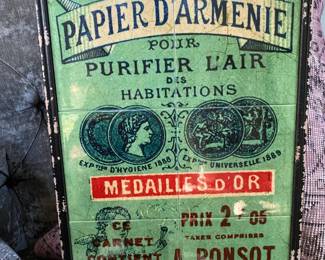 PAPIER D'ARMENIE
POUR
PURIFIER L'AIR
DES
HABITATIONS
EXPon D'HYGIENE 1888
EXPon UNIVERSELLE 1889
MEDAILLES D'OR
CE
CARNET
CONTIENT
PRIX 2F 05
TAXES COMPRISES
A. PONSOT